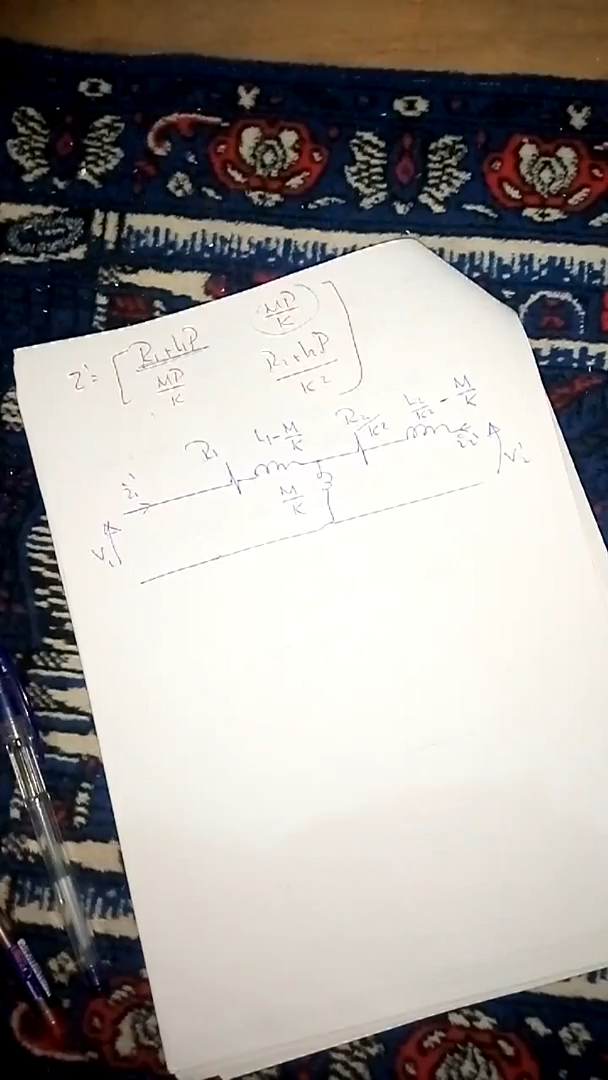 Z' = [ R₁+L₁P MP/K
MP/K R₂+L₂P/K² ]
R₁ L₁-M/K R₂/K² L₂/K² - M/K
i₁' M/K i₂'
V₁ V₂'